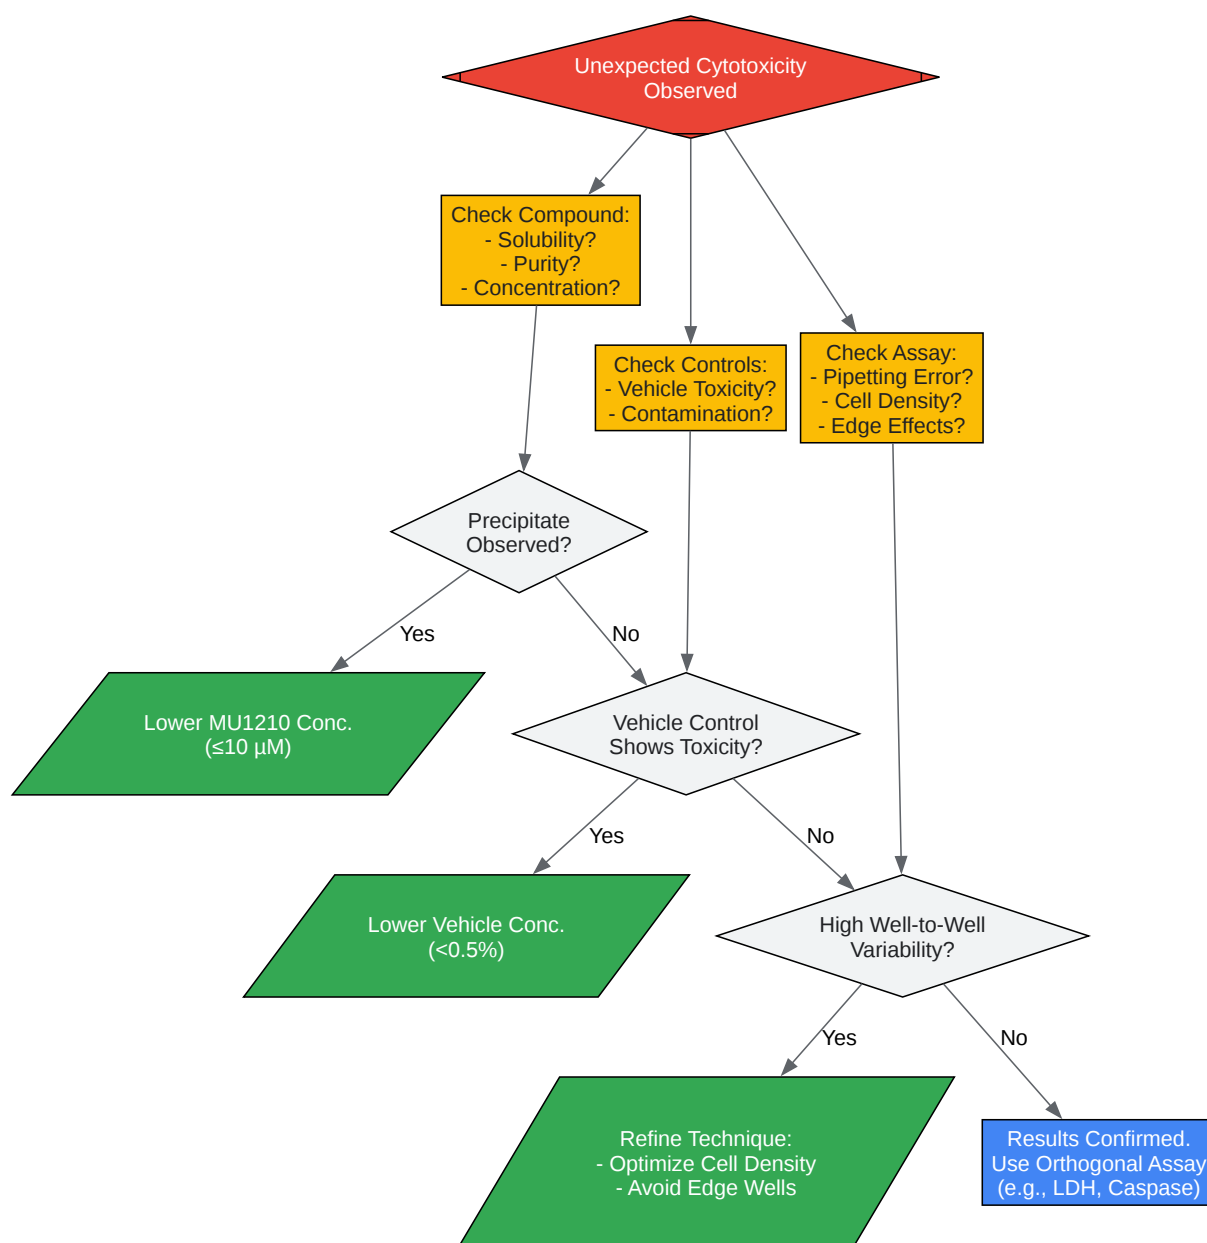 Unexpected Cytotoxicity
Observed
Check Compound:
- Solubility?
- Purity?
- Concentration?
Check Controls:
- Vehicle Toxicity?
- Contamination?
Check Assay:
- Pipetting Error?
- Cell Density?
- Edge Effects?
Precipitate
Observed?
Yes
No
Lower MU1210 Conc.
(≤10 µM)
Vehicle Control
Shows Toxicity?
Yes
No
Lower Vehicle Conc.
(<0.5%)
High Well-to-Well
Variability?
Yes
No
Refine Technique:
- Optimize Cell Density
- Avoid Edge Wells
Results Confirmed.
Use Orthogonal Assay
(e.g., LDH, Caspase)